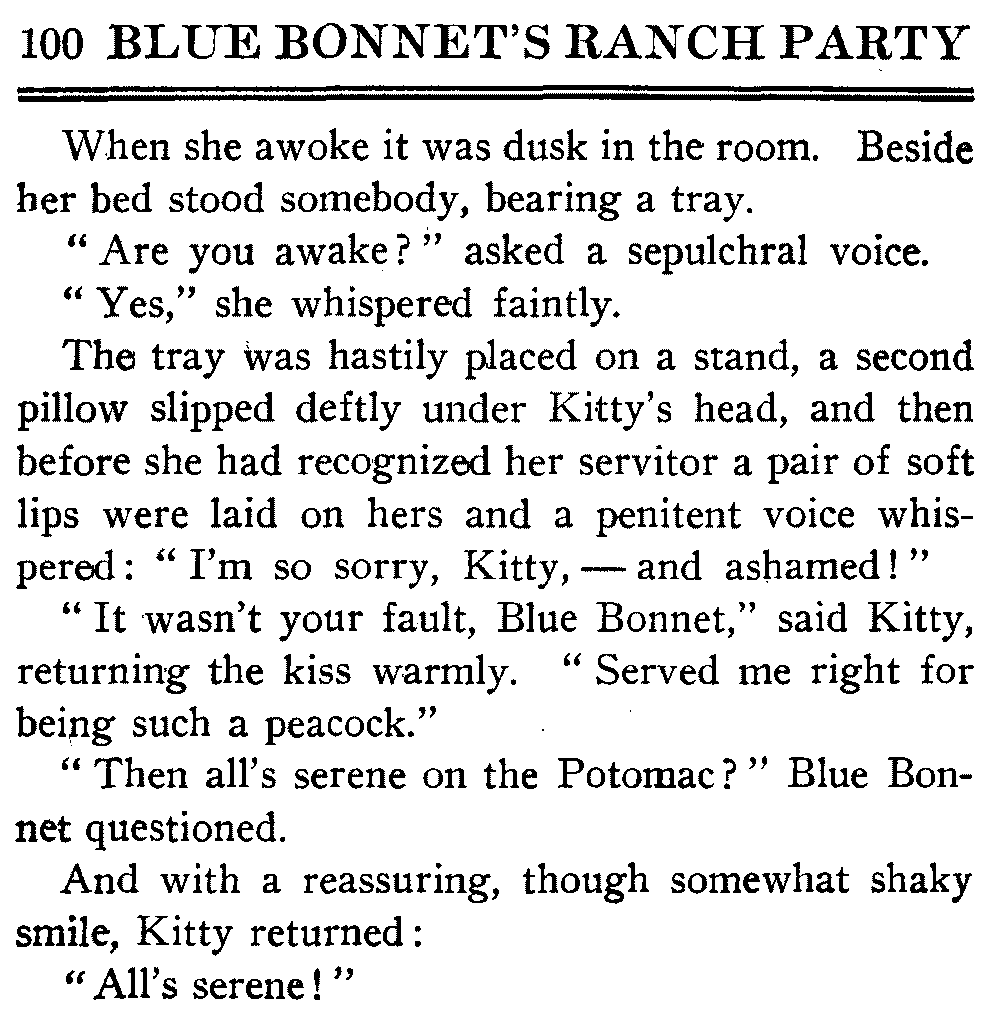 100 BLUE BONNET'S RANCH PARTY
When she awoke it was dusk in the room. Beside
her bed stood somebody, bearing a tray.
" Are you awake? " asked a sepulchral voice.
" Yes," she whispered faintly.
The tray was hastily placed on a stand, a second
pillow slipped deftly under Kitty's head, and then
before she had recognized her servitor a pair of soft
lips were laid on hers and a penitent voice whis-
pered: " I'm so sorry, Kitty, — and ashamed! "
" It wasn't your fault, Blue Bonnet," said Kitty,
returning the kiss warmly. " Served me right for
being such a peacock."
" Then all's serene on the Potomac? " Blue Bon-
net questioned.
And with a reassuring, though somewhat shaky
smile, Kitty returned:
" All's serene! "